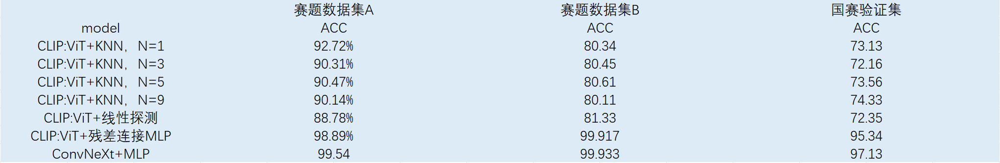 赛题数据集A 赛题数据集B 国赛验证集
model ACC ACC ACC
CLIP:ViT+KNN，N=1 92.72% 80.34 73.13
CLIP:ViT+KNN，N=3 90.31% 80.45 72.16
CLIP:ViT+KNN，N=5 90.47% 80.61 73.56
CLIP:ViT+KNN，N=9 90.14% 80.11 74.33
CLIP:ViT+线性探测 88.78% 81.33 72.35
CLIP:ViT+残差连接MLP 98.89% 99.917 95.34
ConvNeXt+MLP 99.54 99.933 97.13